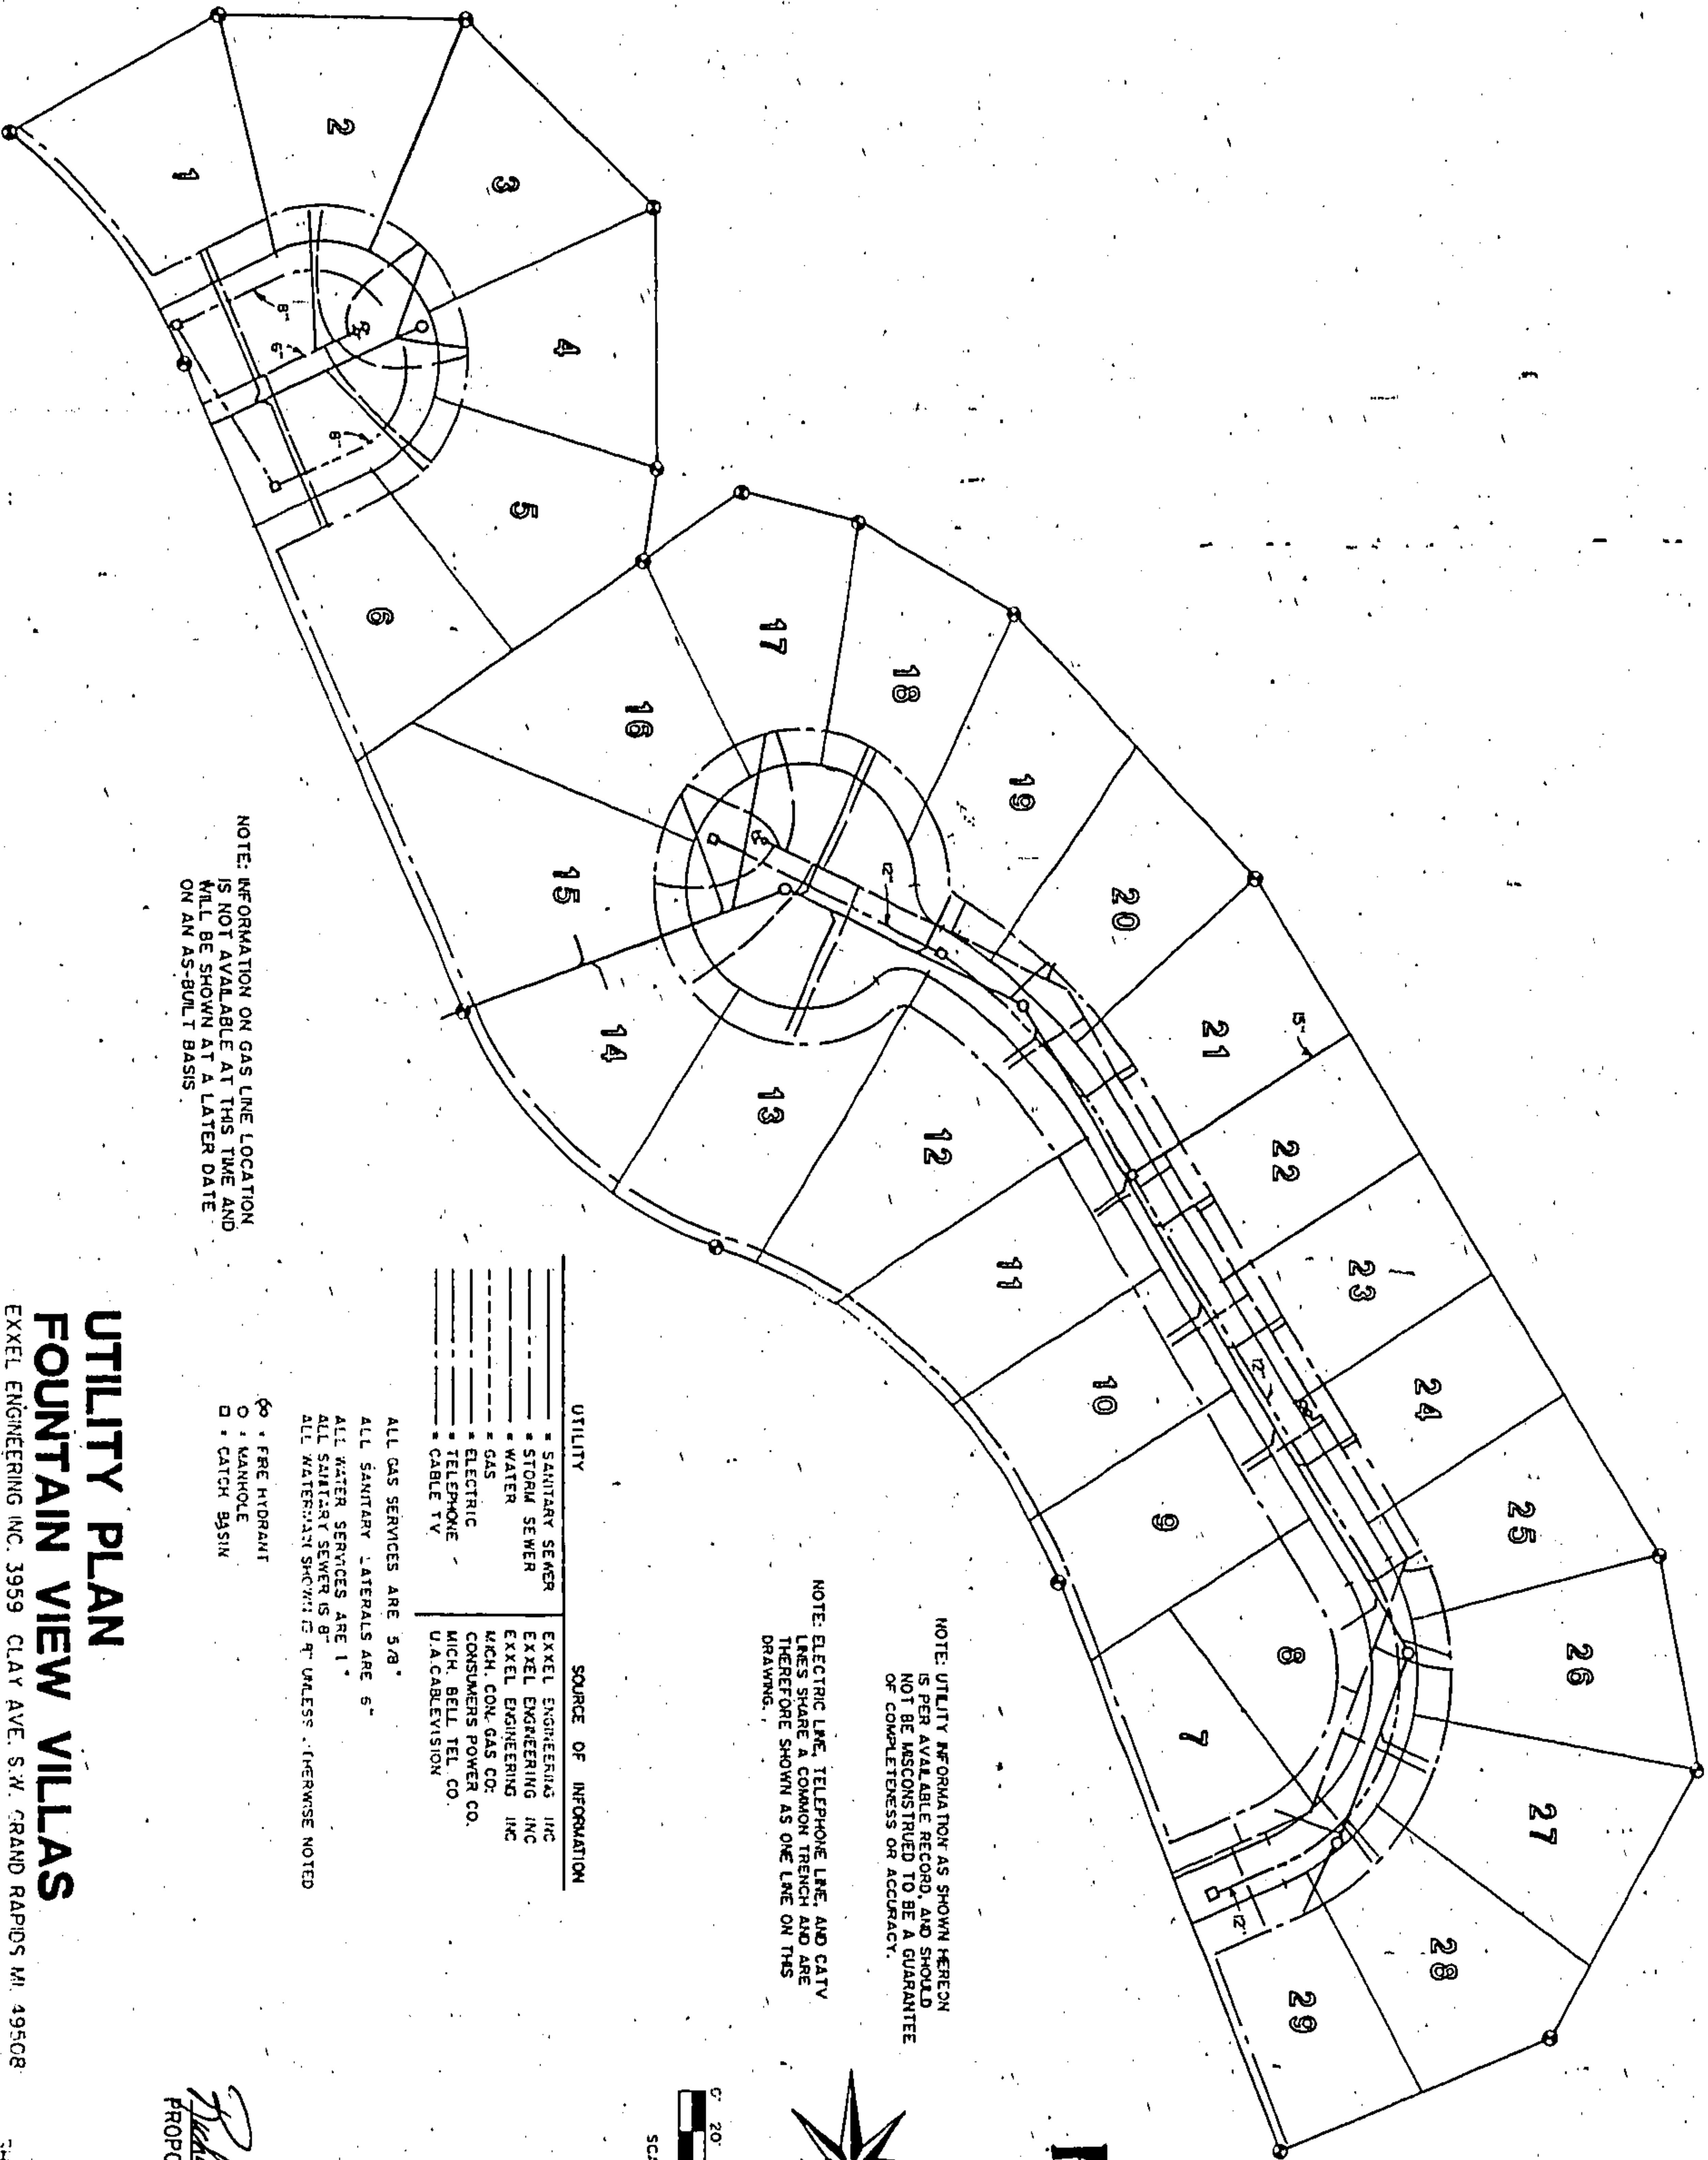 1
2
3
4
5
6
17
18
16
19
20
15
21
14
13
22
12
23
11
24
10
25
9
26
8
7
27
28
29
8"
6"
8"
12"
15"
12"
12"
NOTE: INFORMATION ON GAS LINE LOCATION
IS NOT AVAILABLE AT THIS TIME AND
WILL BE SHOWN AT A LATER DATE
ON AN AS-BUILT BASIS.
NOTE: UTILITY INFORMATION AS SHOWN HEREON
IS PER AVAILABLE RECORD, AND SHOULD
NOT BE MISCONSTRUED TO BE A GUARANTEE
OF COMPLETENESS OR ACCURACY.
NOTE: ELECTRIC LINE, TELEPHONE LINE, AND CATV
LINES SHARE A COMMON TRENCH AND ARE
THEREFORE SHOWN AS ONE LINE ON THIS
DRAWING.
UTILITY SOURCE OF INFORMATION
= SANITARY SEWER EXXEL ENGINEERING INC
= STORM SEWER EXXEL ENGINEERING INC
= WATER EXXEL ENGINEERING INC
= GAS MICH. CON. GAS CO.
= ELECTRIC CONSUMERS POWER CO.
= TELEPHONE MICH. BELL TEL. CO.
= CABLE TV U.A. CABLEVISION
ALL GAS SERVICES ARE 5/8"
ALL SANITARY LATERALS ARE 6"
ALL WATER SERVICES ARE 1"
ALL SANITARY SEWER IS 8"
ALL WATERMAIN SHOWN IS UNLESS OTHERWISE NOTED
= FIRE HYDRANT
= MANHOLE
= CATCH BASIN
0' 20'
UTILITY PLAN
FOUNTAIN VIEW VILLAS
EXXEL ENGINEERING INC. 3959 CLAY AVE. S.W. GRAND RAPIDS MI. 49508